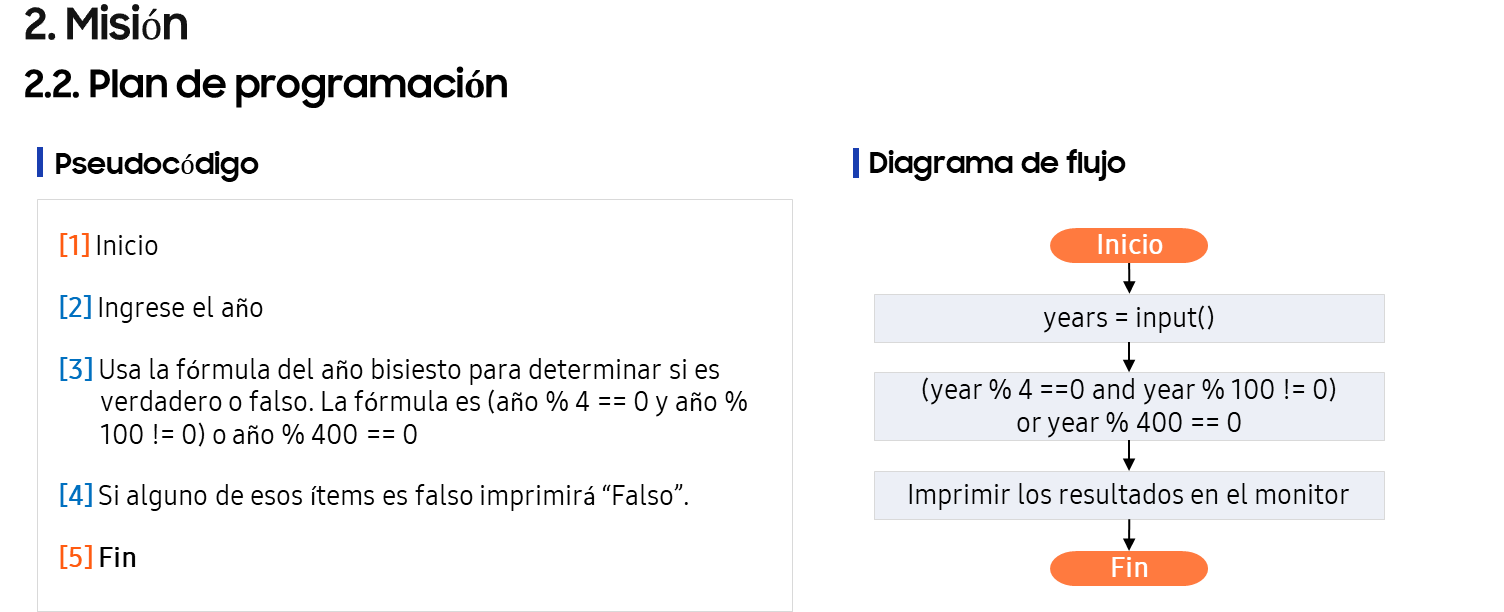 2. Misión
2.2. Plan de programación
Pseudocódigo
[1] Inicio
[2] Ingrese el año
[3] Usa la fórmula del año bisiesto para determinar si es
verdadero o falso. La fórmula es (año % 4 == 0 y año %
100 != 0) o año % 400 == 0
[4] Si alguno de esos ítems es falso imprimirá “Falso”.
[5] Fin
Diagrama de flujo
Inicio
years = input()
(year % 4 ==0 and year % 100 != 0)
or year % 400 == 0
Imprimir los resultados en el monitor
Fin